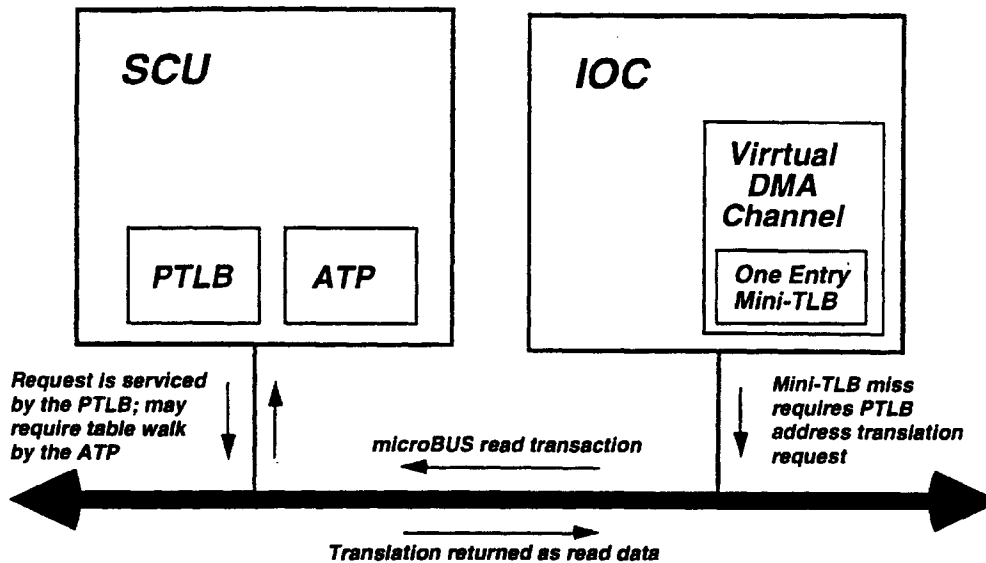 SCU
IOC
Virrtual
DMA
Channel
PTLB
ATP
One Entry
Mini-TLB
Request is serviced
by the PTLB; may
require table walk
by the ATP
microBUS read transaction
Mini-TLB miss
requires PTLB
address translation
request
Translation returned as read data